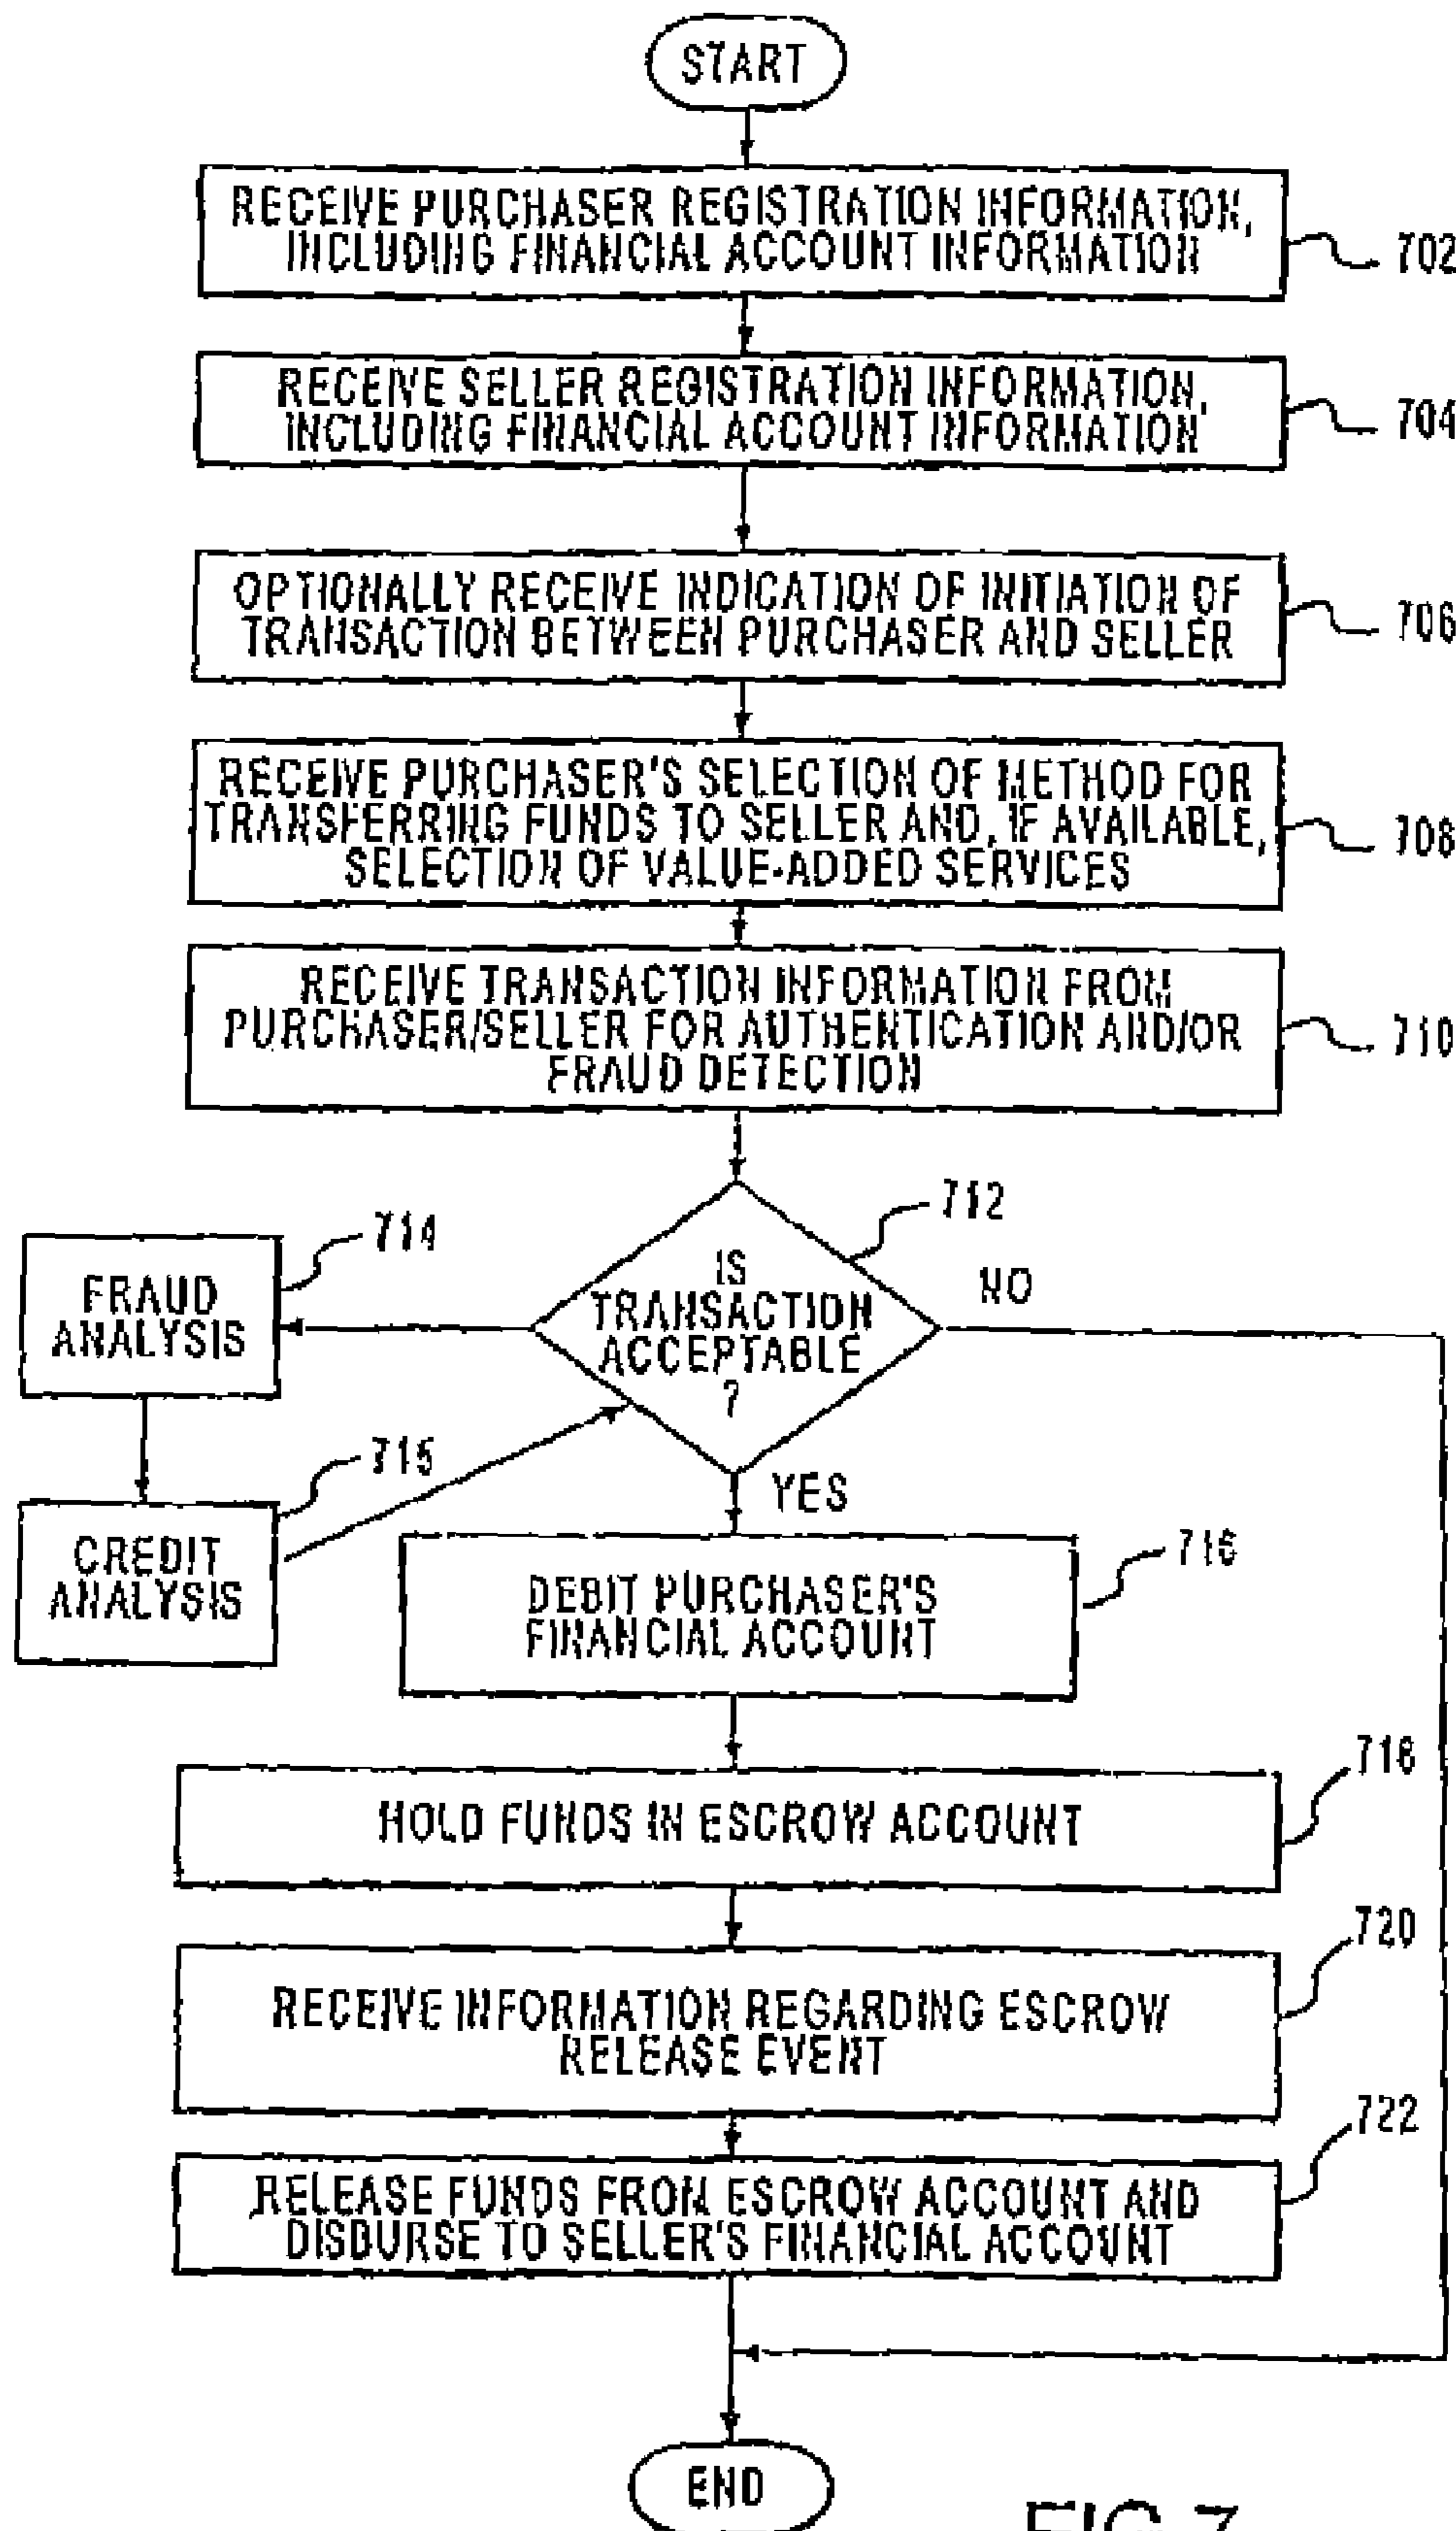 START
RECEIVE PURCHASER REGISTRATION INFORMATION,
INCLUDING FINANCIAL ACCOUNT INFORMATION
702
RECEIVE SELLER REGISTRATION INFORMATION,
INCLUDING FINANCIAL ACCOUNT INFORMATION
704
OPTIONALLY RECEIVE INDICATION OF INITIATION OF
TRANSACTION BETWEEN PURCHASER AND SELLER
706
RECEIVE PURCHASER'S SELECTION OF METHOD FOR
TRANSFERRING FUNDS TO SELLER AND, IF AVAILABLE,
SELECTION OF VALUE-ADDED SERVICES
708
RECEIVE TRANSACTION INFORMATION FROM
PURCHASER/SELLER FOR AUTHENTICATION AND/OR
FRAUD DETECTION
710
712
IS
TRANSACTION
ACCEPTABLE
?
NO
714
FRAUD
ANALYSIS
715
CREDIT
ANALYSIS
YES
716
DEBIT PURCHASER'S
FINANCIAL ACCOUNT
718
HOLD FUNDS IN ESCROW ACCOUNT
720
RECEIVE INFORMATION REGARDING ESCROW
RELEASE EVENT
722
RELEASE FUNDS FROM ESCROW ACCOUNT AND
DISBURSE TO SELLER'S FINANCIAL ACCOUNT
END
FIG.7